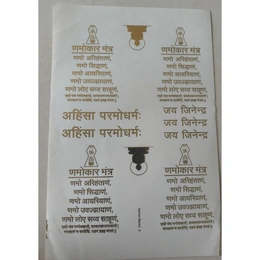 णमोकार मंत्र
णमो अरिहंताणं,
णमो सिद्धाणं,
णमो आयरियाणं,
णमो उवज्झायाणं,
णमो लोए सव्व साहूणं,
णमोकार मंत्र
णमो अरिहंताणं,
णमो सिद्धाणं,
णमो आयरियाणं,
णमो उवज्झायाणं,
णमो लोए सव्व साहूणं,
अहिंसा परमोधर्मः
अहिंसा परमोधर्मः
जय जिनेन्द्र
जय जिनेन्द्र
जय जिनेन्द्र
णमोकार मंत्र
णमो अरिहंताणं,
णमो सिद्धाणं,
णमो आयरियाणं,
णमो उवज्झायाणं,
णमो लोए सव्व साहूणं,
णमोकार मंत्र
णमो अरिहंताणं,
णमो सिद्धाणं,
णमो आयरियाणं,
णमो उवज्झायाणं,
णमो लोए सव्व साहूणं,